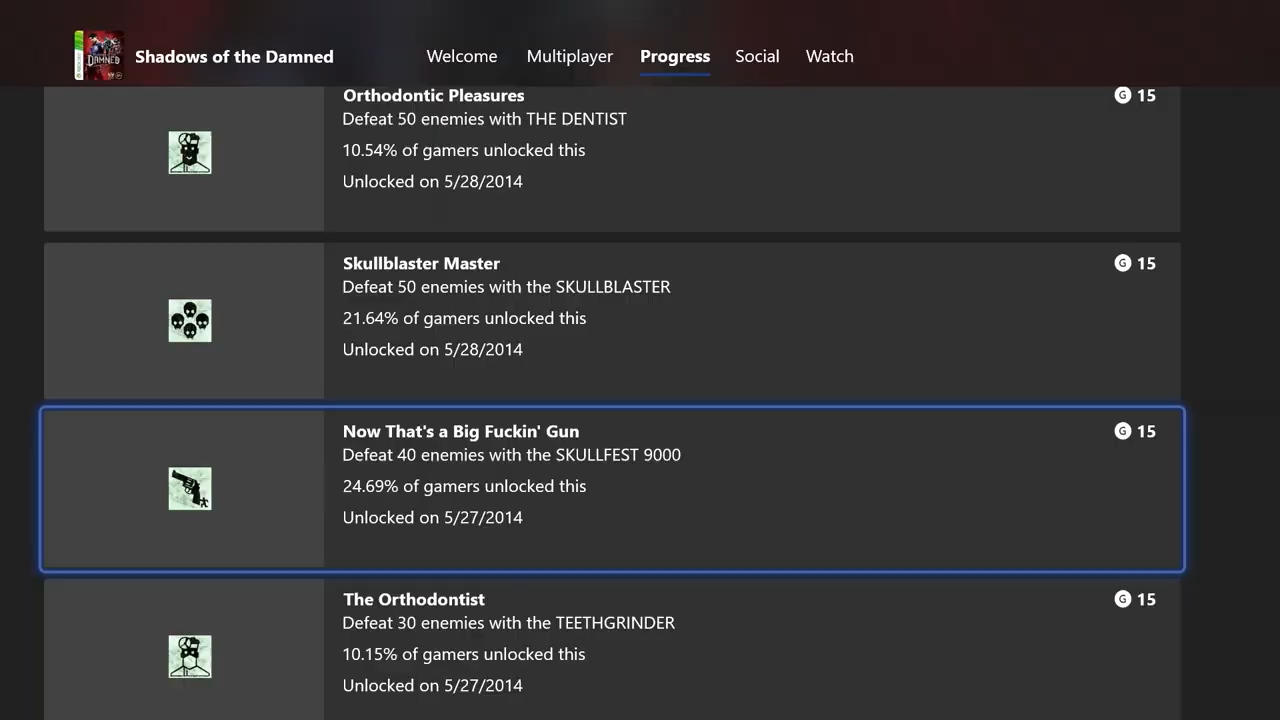 DAMNED
Shadows of the Damned
Welcome
Multiplayer
Progress
Social
Watch
Orthodontic Pleasures
G 15
Defeat 50 enemies with THE DENTIST
10.54% of gamers unlocked this
Unlocked on 5/28/2014
Skullblaster Master
G 15
Defeat 50 enemies with the SKULLBLASTER
21.64% of gamers unlocked this
Unlocked on 5/28/2014
Now That's a Big Fuckin' Gun
G 15
Defeat 40 enemies with the SKULLFEST 9000
24.69% of gamers unlocked this
Unlocked on 5/27/2014
The Orthodontist
G 15
Defeat 30 enemies with the TEETHGRINDER
10.15% of gamers unlocked this
Unlocked on 5/27/2014